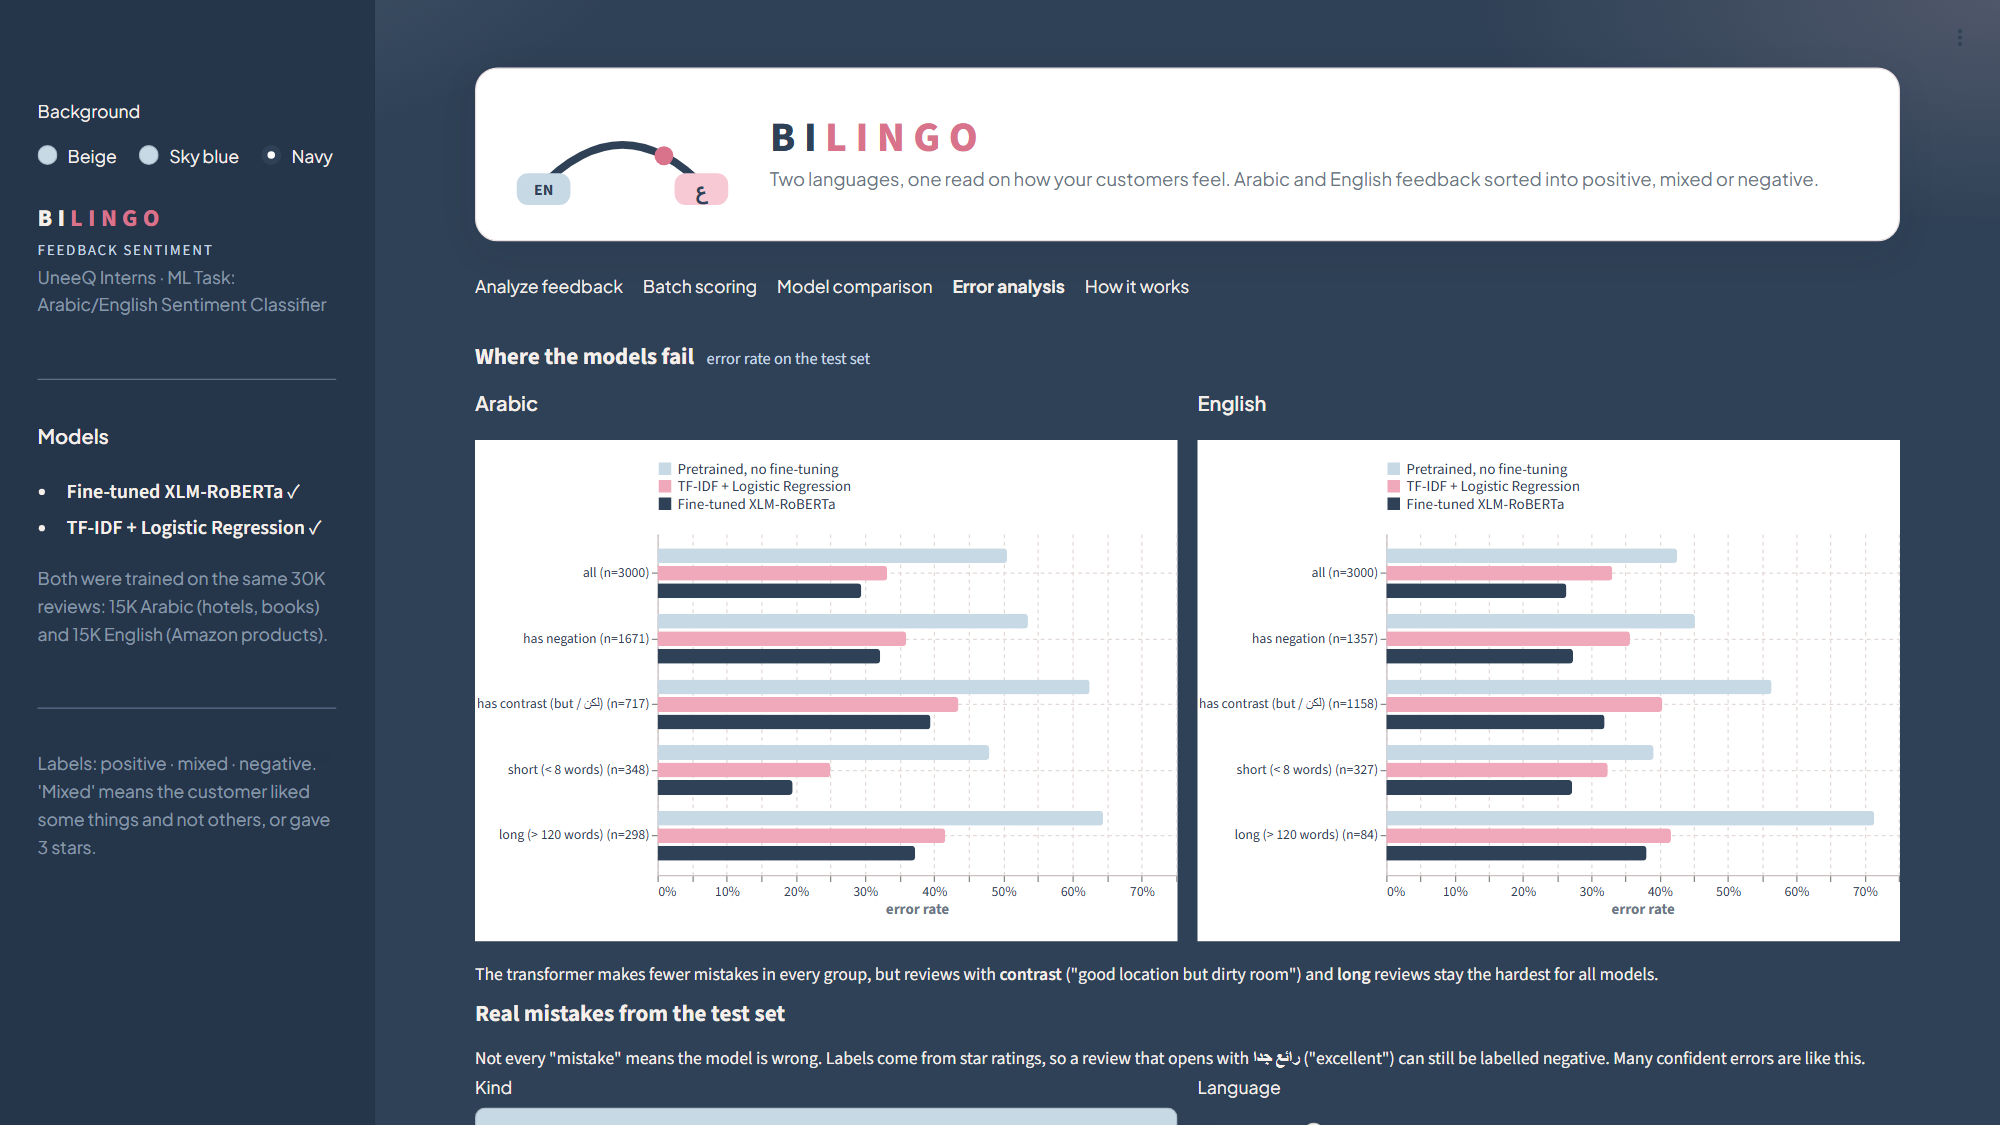 Background
Beige
Sky blue
Navy
BILINGO
FEEDBACK SENTIMENT
UneeQ Interns · ML Task:
Arabic/English Sentiment Classifier
Models
• Fine-tuned XLM-RoBERTa ✓
• TF-IDF + Logistic Regression ✓
Both were trained on the same 30K
reviews: 15K Arabic (hotels, books)
and 15K English (Amazon products).
Labels: positive · mixed · negative.
'Mixed' means the customer liked
some things and not others, or gave
3 stars.
EN
ع
BILINGO
Two languages, one read on how your customers feel. Arabic and English feedback sorted into positive, mixed or negative.
Analyze feedback
Batch scoring
Model comparison
Error analysis
How it works
Where the models fail error rate on the test set
Arabic
Pretrained, no fine-tuning
TF-IDF + Logistic Regression
Fine-tuned XLM-RoBERTa
all (n=3000)
has negation (n=1671)
has contrast (but / لكن) (n=717)
short (< 8 words) (n=348)
long (> 120 words) (n=298)
0% 10% 20% 30% 40% 50% 60% 70%
error rate
English
Pretrained, no fine-tuning
TF-IDF + Logistic Regression
Fine-tuned XLM-RoBERTa
all (n=3000)
has negation (n=1357)
has contrast (but / لكن) (n=1158)
short (< 8 words) (n=327)
long (> 120 words) (n=84)
0% 10% 20% 30% 40% 50% 60% 70%
error rate
The transformer makes fewer mistakes in every group, but reviews with contrast ("good location but dirty room") and long reviews stay the hardest for all models.
Real mistakes from the test set
Not every "mistake" means the model is wrong. Labels come from star ratings, so a review that opens with رائع جدا ("excellent") can still be labelled negative. Many confident errors are like this.
Kind
Language